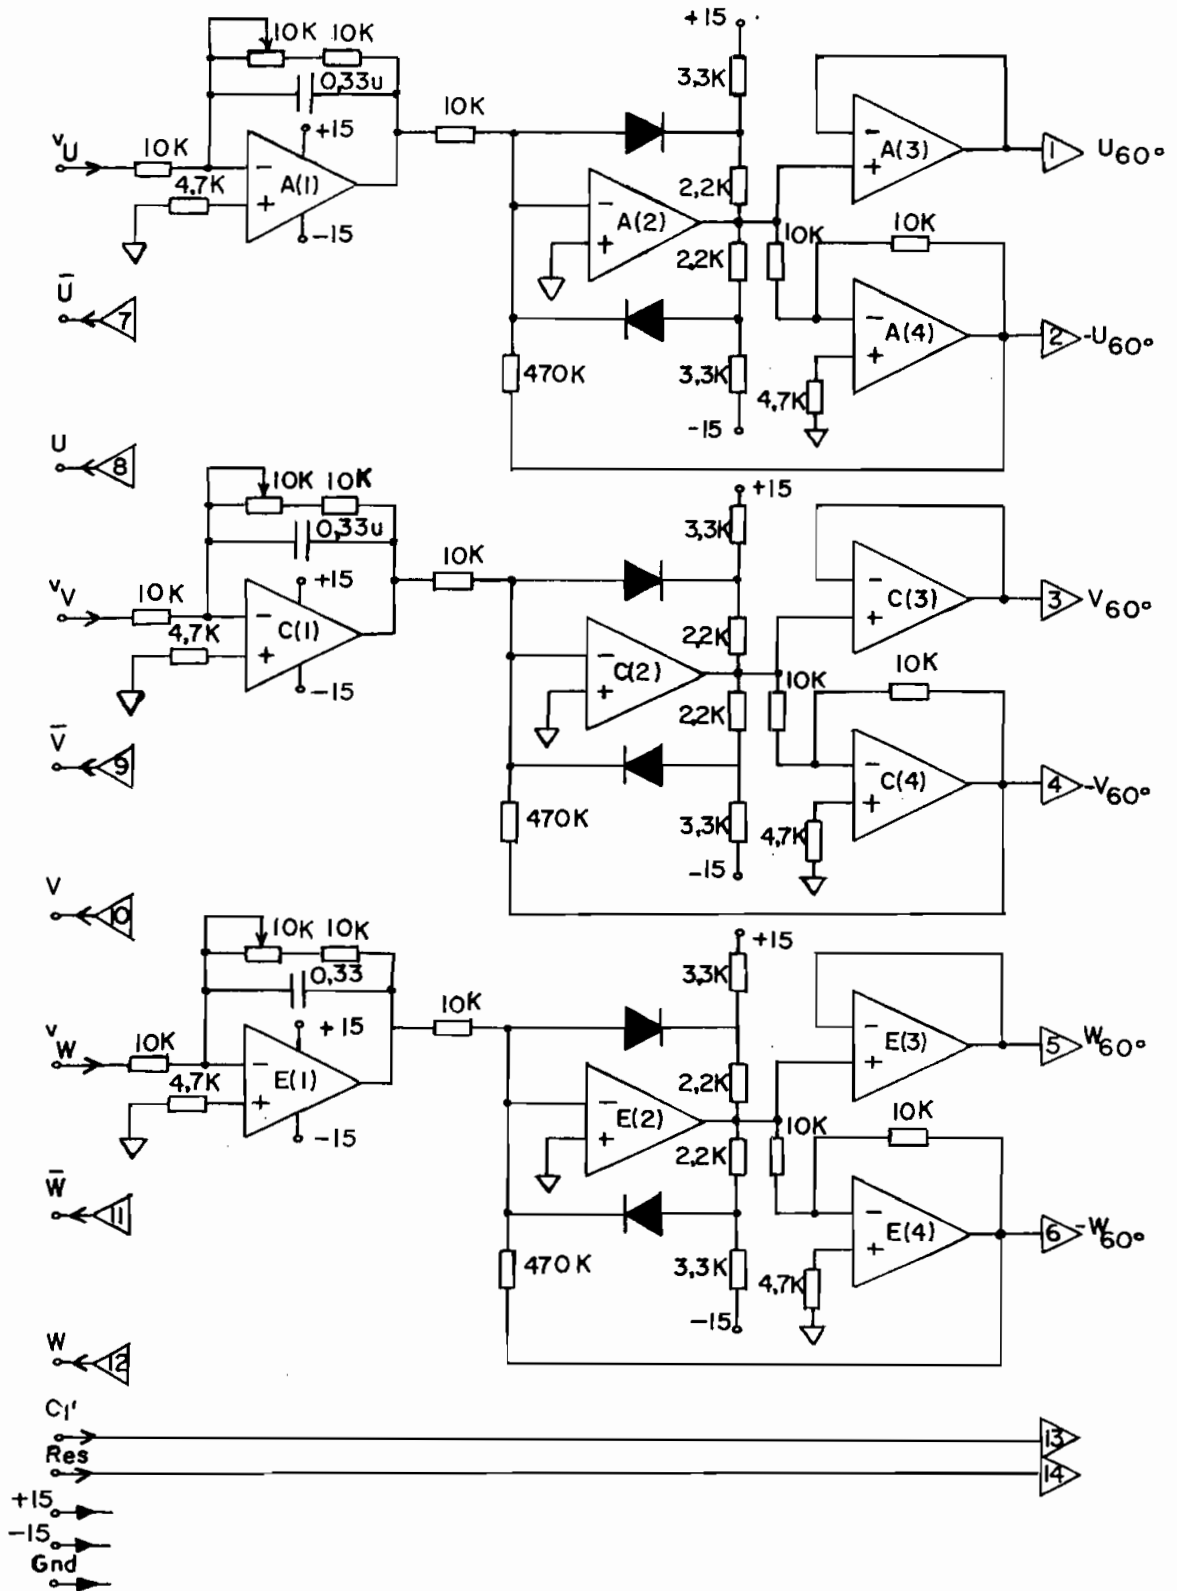 +15
10K 10K
3,3K
0,33u
10K
+15
vU
10K
−
A(1)
+
4,7K
−15
−
A(3)
+
1
U60°
2,2K
−
A(2)
+
10K
10K
2,2K
U̅
7
−
A(4)
+
2
-U60°
470K
3,3K
4,7K
-15
U
8
10K 10K
+15
0,33u
3,3K
10K
+15
vV
10K
−
C(1)
+
4,7K
-15
−
C(3)
+
3
V60°
2,2K
−
C(2)
+
10K
10K
2,2K
V̅
9
−
C(4)
+
4
-V60°
470K
3,3K
4,7K
-15
V
10
10K 10K
+15
0,33
3,3K
10K
+15
vW
10K
−
E(1)
+
4,7K
-15
−
E(3)
+
5
W60°
2,2K
−
E(2)
+
10K
10K
2,2K
W̅
11
−
E(4)
+
6
-W60°
470K
3,3K
4,7K
-15
W
12
C1'
13
Res
14
+15
-15
Gnd